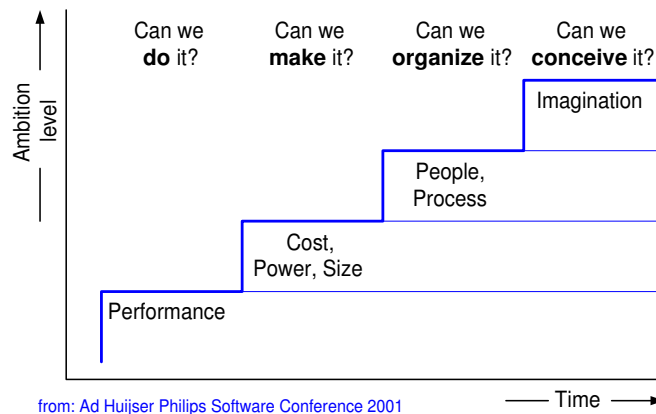 Can we
do it?
Can we
make it?
Can we
organize it?
Can we
conceive it?
Ambition
level
Imagination
People,
Process
Cost,
Power, Size
Performance
from: Ad Huijser Philips Software Conference 2001
Time